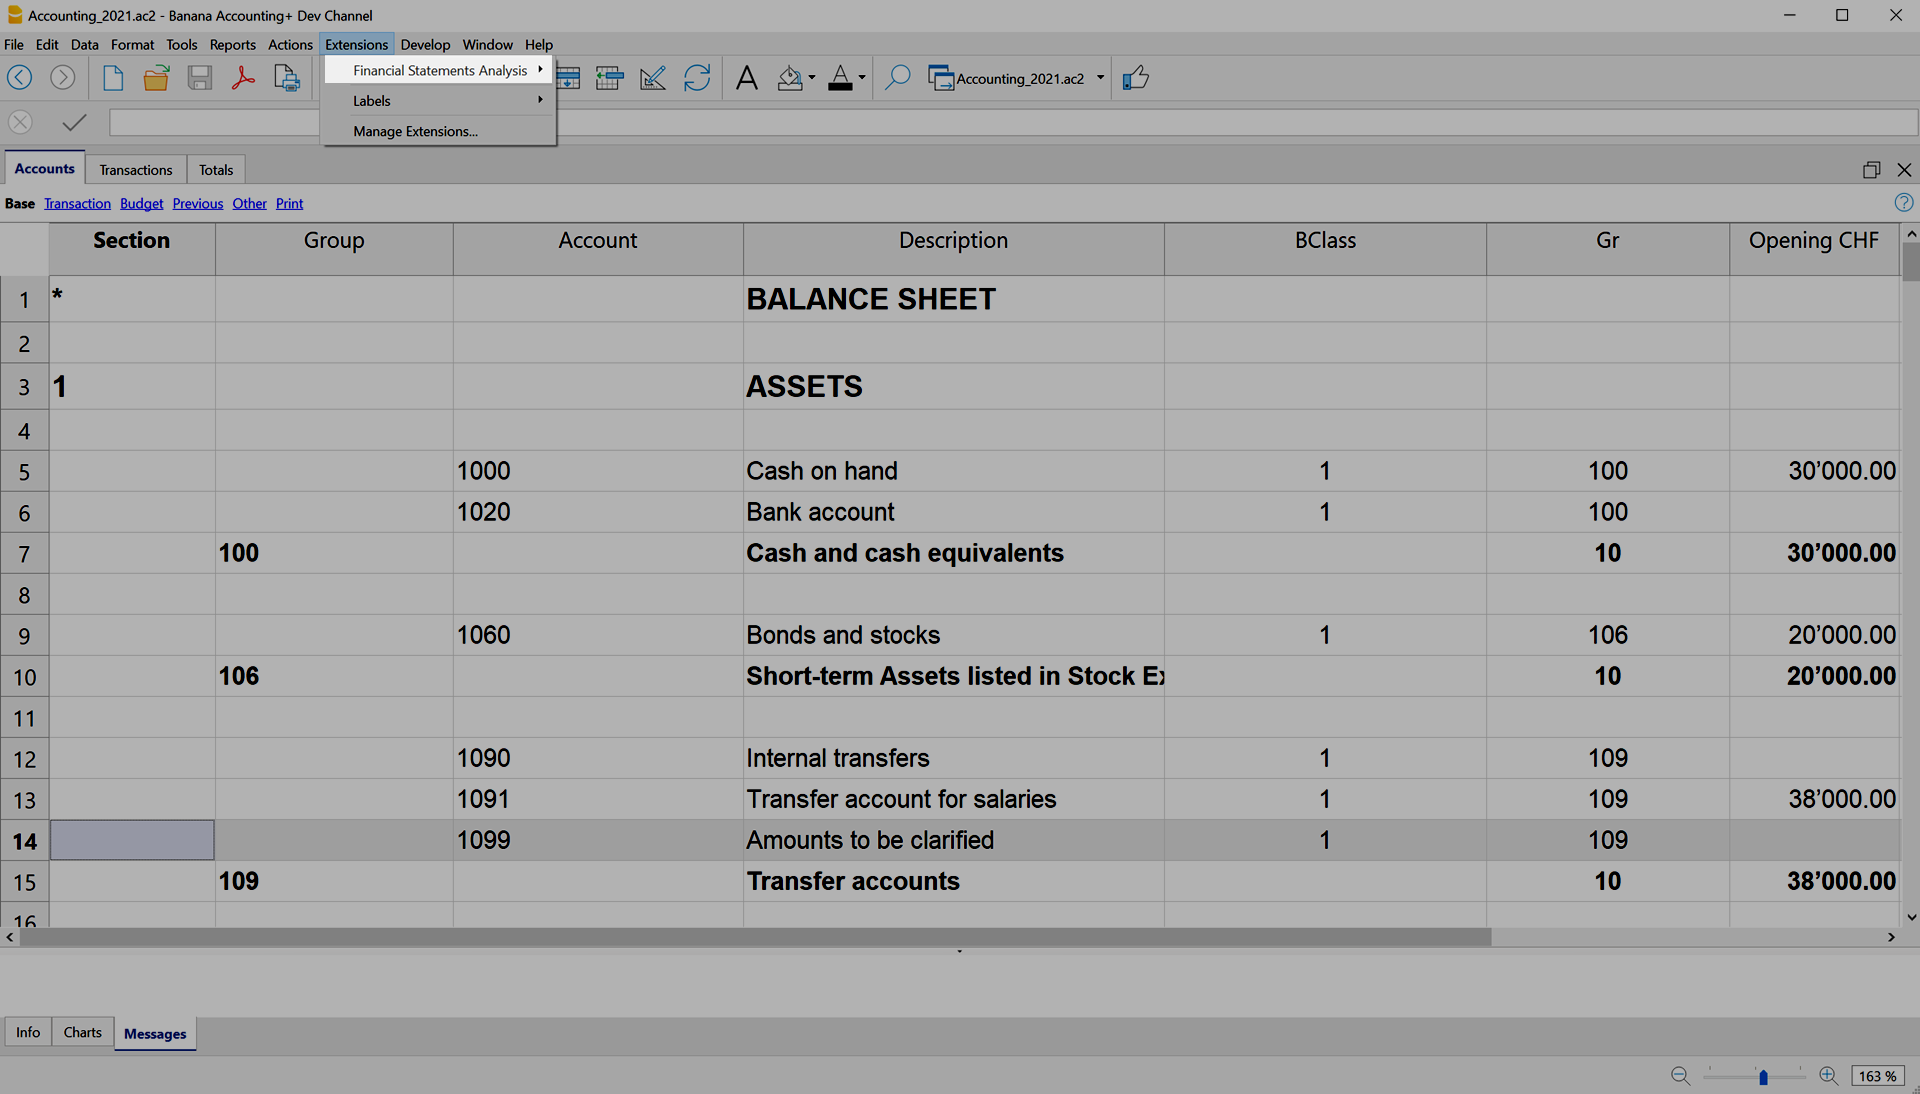 Accounting_2021.ac2 - Banana Accounting+ Dev Channel
File Edit Data Format Tools Reports Actions Extensions Develop Window Help
Financial Statements Analysis
Accounting_2021.ac2
Labels
Manage Extensions...
Accounts Transactions Totals
Base Transaction Budget Previous Other Print
Section Group Account Description BClass Gr Opening CHF
1 * BALANCE SHEET
2
3 1 ASSETS
4
5 1000 Cash on hand 1 100 30’000.00
6 1020 Bank account 1 100
7 100 Cash and cash equivalents 10 30’000.00
8
9 1060 Bonds and stocks 1 106 20’000.00
10 106 Short-term Assets listed in Stock Ex 10 20’000.00
11
12 1090 Internal transfers 1 109
13 1091 Transfer account for salaries 1 109 38’000.00
14 1099 Amounts to be clarified 1 109
15 109 Transfer accounts 10 38’000.00
16
Info Charts Messages
163 %